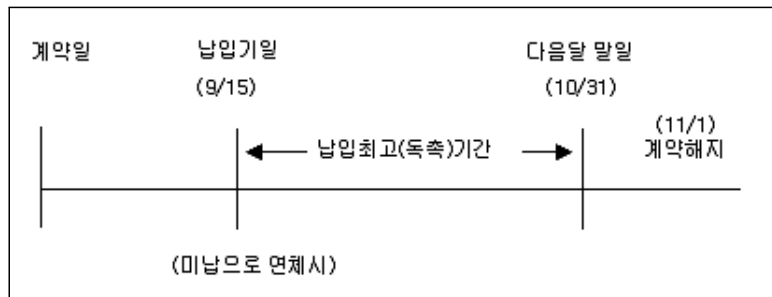 계약일
납입기일
(9/15)
다음달 말일
(10/31)
(11/1)
계약해지
납입최고(독촉)기간
(미납으로 연체시)